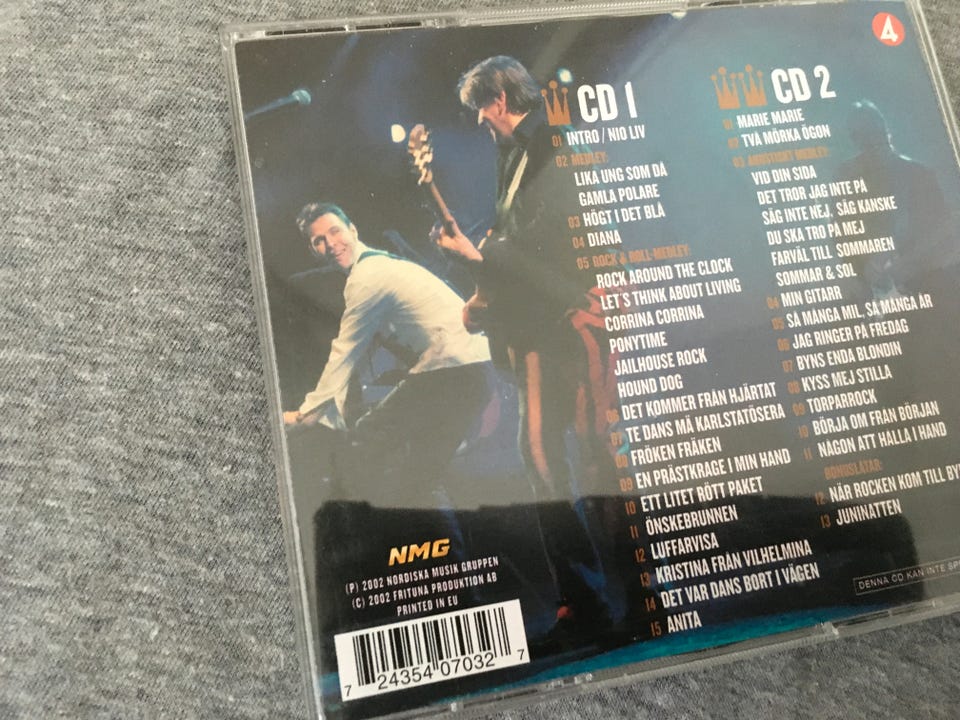 4
CD 1
01 INTRO / NIO LIV
02 MEDLEY:
LIKA UNG SOM DÅ
GAMLA POLARE
03 HÖGT I DET BLÅ
04 DIANA
05 ROCK & ROLL-MEDLEY:
ROCK AROUND THE CLOCK
LET'S THINK ABOUT LIVING
CORRINA CORRINA
PONYTIME
JAILHOUSE ROCK
HOUND DOG
06 DET KOMMER FRÅN HJÄRTAT
07 TE DANS MÄ KARLSTATÖSERA
08 FRÖKEN FRÄKEN
09 EN PRÄSTKRAGE I MIN HAND
10 ETT LITET RÖTT PAKET
11 ÖNSKEBRUNNEN
12 LUFFARVISA
13 KRISTINA FRÅN VILHELMINA
14 DET VAR DANS BORT I VÄGEN
15 ANITA
CD 2
01 MARIE MARIE
02 TVÅ MÖRKA ÖGON
03 AKUSTISKT MEDLEY:
VID DIN SIDA
DET TROR JAG INTE PÅ
SÄG INTE NEJ, SÄG KANSKE
DU SKA TRO PÅ MEJ
FARVÄL TILL SOMMAREN
SOMMAR & SOL
04 MIN GITARR
05 SÅ MÅNGA MIL, SÅ MÅNGA ÅR
06 JAG RINGER PÅ FREDAG
07 BYNS ENDA BLONDIN
08 KYSS MEJ STILLA
09 TORPARROCK
10 BÖRJA OM FRÅN BÖRJAN
11 NÅGON ATT HÅLLA I HAND
BONUSLÅTAR:
12 NÄR ROCKEN KOM TILL BY
13 JUNINATTEN
DENNA CD KAN INTE SP
NMG
(P) 2002 NORDISKA MUSIK GRUPPEN
(C) 2002 FRITUNA PRODUKTION AB
PRINTED IN EU
7 24354 07032 7